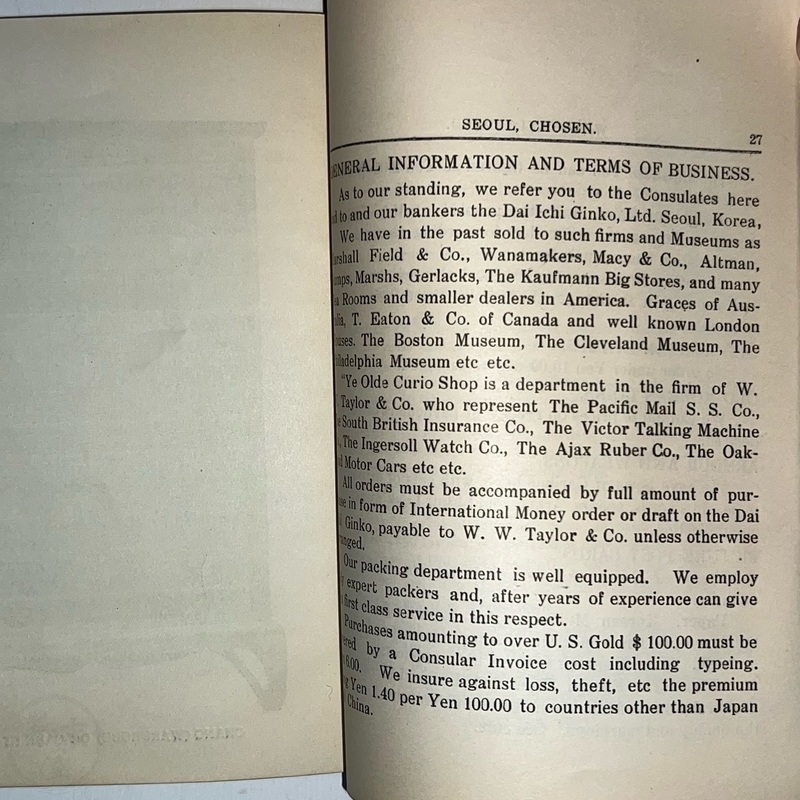 SEOUL, CHOSEN.
27
ENERAL INFORMATION AND TERMS OF BUSINESS.
As to our standing, we refer you to the Consulates here
to and our bankers the Dai Ichi Ginko, Ltd. Seoul, Korea,
We have in the past sold to such firms and Museums as
rshall Field & Co., Wanamakers, Macy & Co., Altman,
mps, Marshs, Gerlacks, The Kaufmann Big Stores, and many
a Rooms and smaller dealers in America. Graces of Aus-
lia, T. Eaton & Co. of Canada and well known London
uses. The Boston Museum, The Cleveland Museum, The
iladelphia Museum etc etc.
"Ye Olde Curio Shop is a department in the firm of W.
Taylor & Co. who represent The Pacific Mail S. S. Co.,
South British Insurance Co., The Victor Talking Machine
The Ingersoll Watch Co., The Ajax Ruber Co., The Oak-
d Motor Cars etc etc.
All orders must be accompanied by full amount of pur-
se in form of International Money order or draft on the Dai
Ginko, payable to W. W. Taylor & Co. unless otherwise
nged.
Our packing department is well equipped. We employ
expert packers and, after years of experience can give
first class service in this respect.
Purchases amounting to over U. S. Gold $ 100.00 must be
red by a Consular Invoice cost including typeing.
6.00. We insure against loss, theft, etc the premium
Yen 1.40 per Yen 100.00 to countries other than Japan
China.